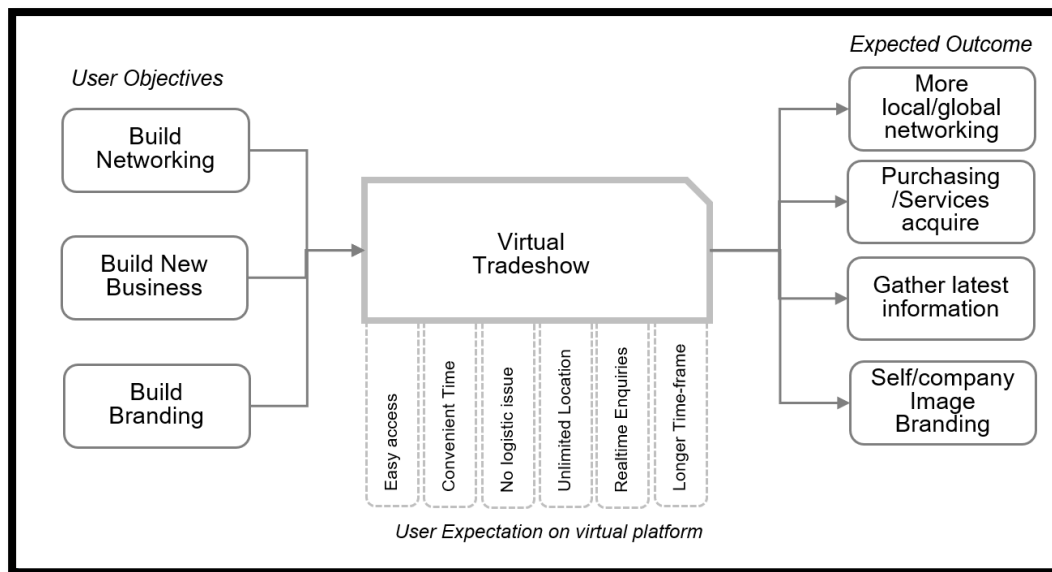 User Objectives
Build
Networking
Build New
Business
Build
Branding
Virtual
Tradeshow
Easy access
Convenient Time
No logistic issue
Unlimited Location
Realtime Enquiries
Longer Time-frame
User Expectation on virtual platform
Expected Outcome
More
local/global
networking
Purchasing
/Services
acquire
Gather latest
information
Self/company
Image
Branding